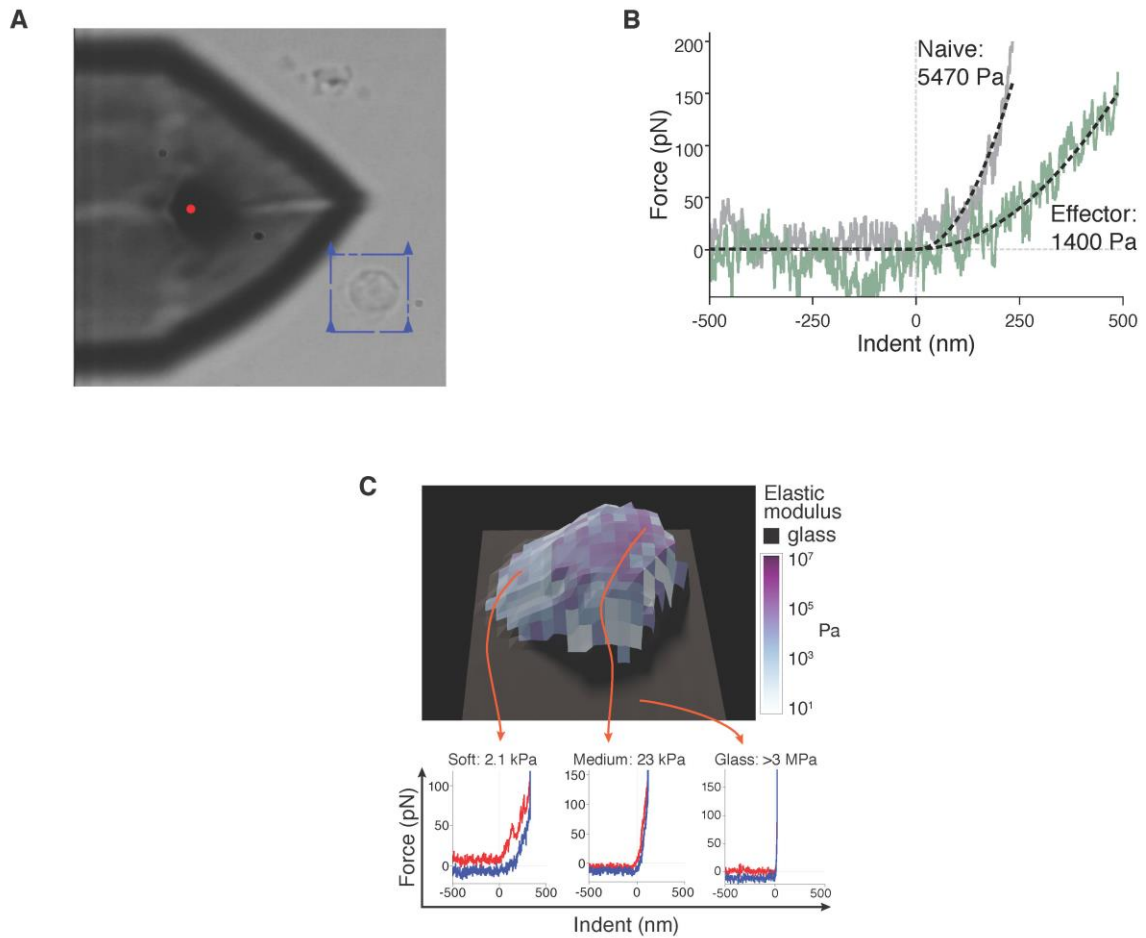 A
B
200
150
100
50
0
Force (pN)
Naive:
5470 Pa
Effector:
1400 Pa
-500
-250
0
250
500
Indent (nm)
C
Elastic
modulus
glass
10⁷
10⁵
Pa
10³
10¹
Soft: 2.1 kPa
Medium: 23 kPa
Glass: >3 MPa
Force (pN)
100
50
0
-500
0
500
150
100
50
0
-500
0
500
150
100
50
0
-500
0
500
Indent (nm)